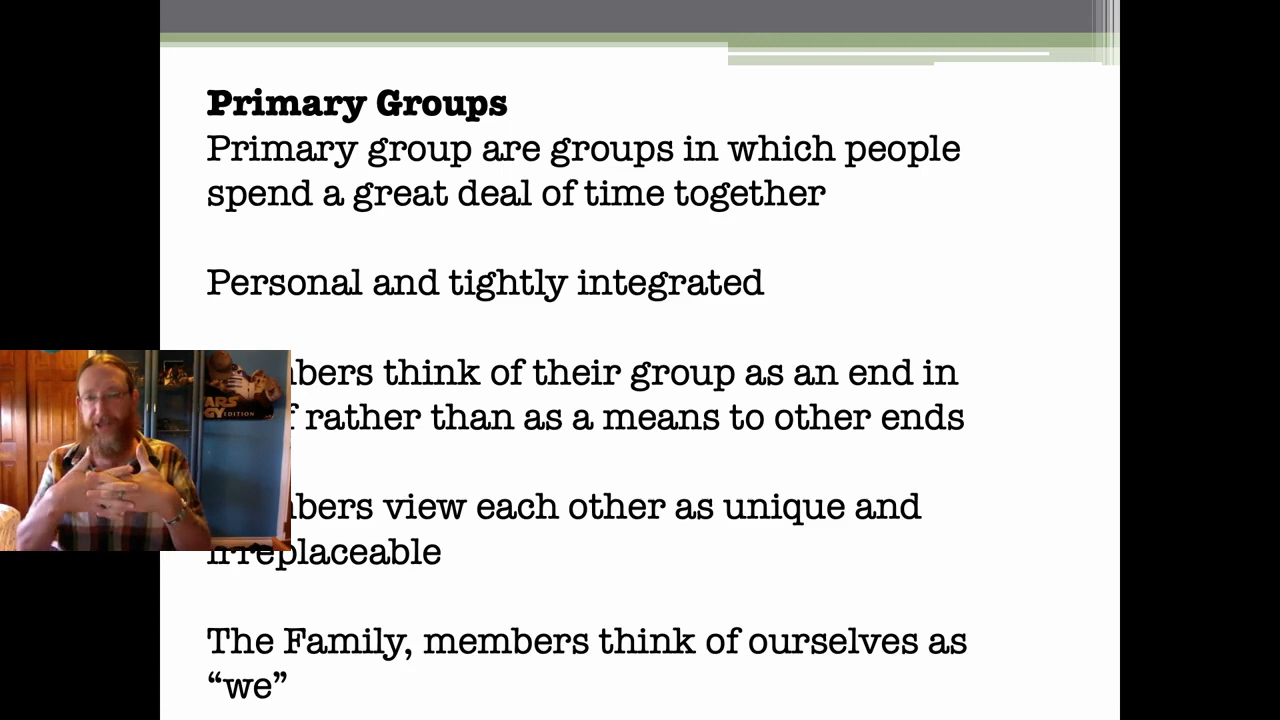 Primary Groups
Primary group are groups in which people
spend a great deal of time together
Personal and tightly integrated
think of their group as an end in
rather than as a means to other ends
view each other as unique and
irreplaceable
The Family, members think of ourselves as
“we”
EDITION